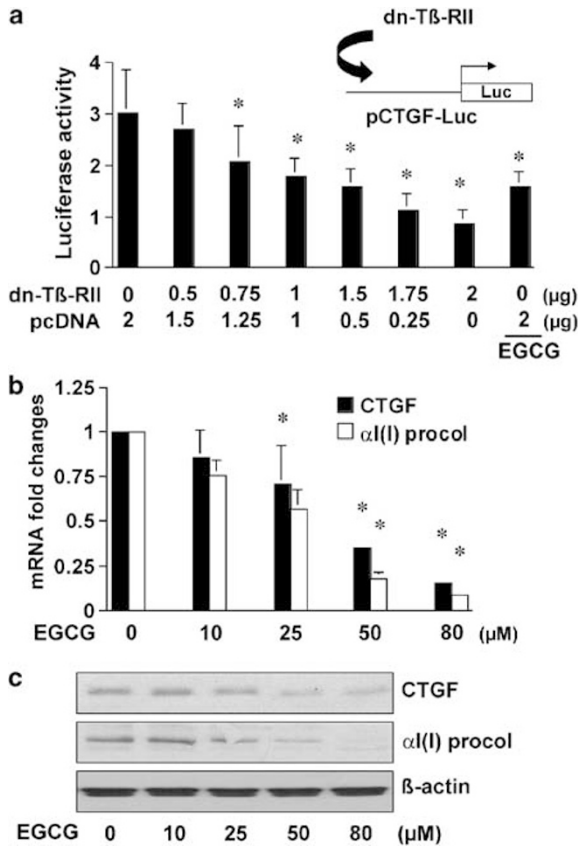 a
dn-Tß-RII
Luc
pCTGF-Luc
Luciferase activity
4
3
2
1
0
* * * * * *
dn-Tß-RII 0 0.5 0.75 1 1.5 1.75 2 0 (µg)
pcDNA 2 1.5 1.25 1 0.5 0.25 0 2 (µg)
EGCG
b
mRNA fold changes
1.25
1
0.75
0.5
0.25
0
CTGF
αI(I) procol
* * * * *
EGCG 0 10 25 50 80 (µM)
c
CTGF
αI(I) procol
ß-actin
EGCG 0 10 25 50 80 (µM)